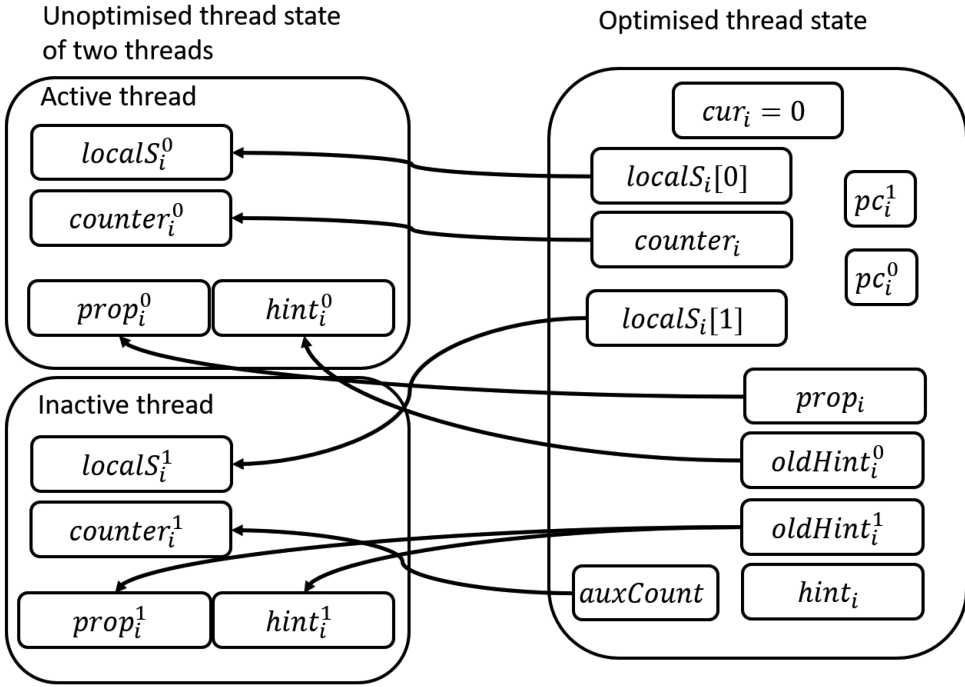 Unoptimised thread state
of two threads
Active thread
localS_i^0
counter_i^0
prop_i^0 hint_i^0
Inactive thread
localS_i^1
counter_i^1
prop_i^1 hint_i^1
Optimised thread state
cur_i = 0
localS_i[0]
pc_i^1
counter_i
pc_i^0
localS_i[1]
prop_i
oldHint_i^0
oldHint_i^1
auxCount hint_i